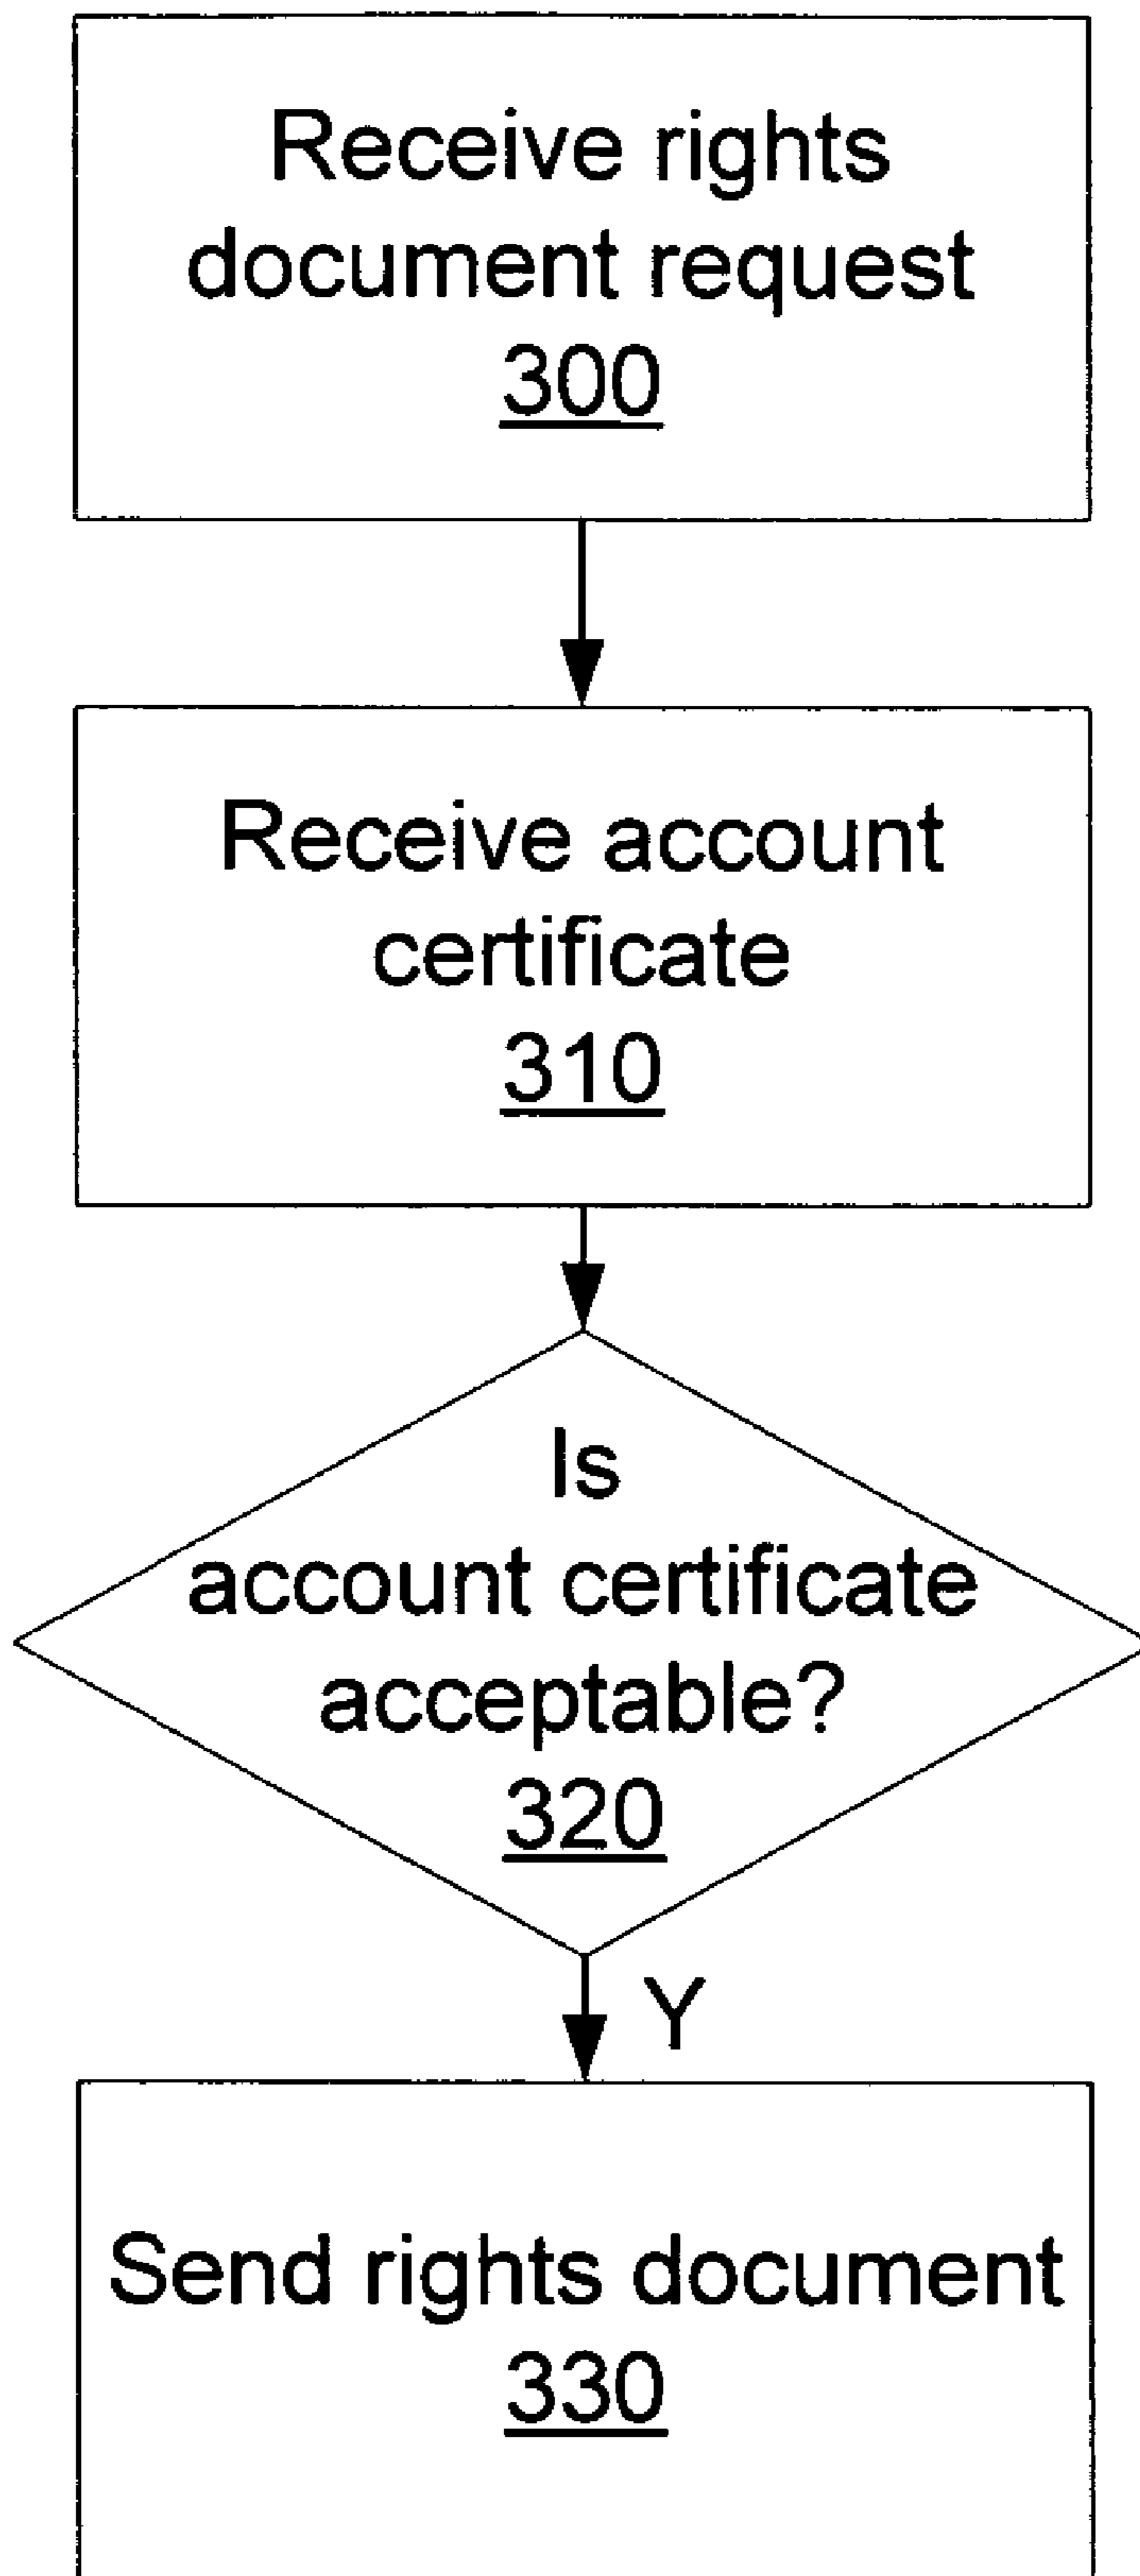 Receive rights
document request
300
Receive account
certificate
310
Is
account certificate
acceptable?
320
Y
Send rights document
330